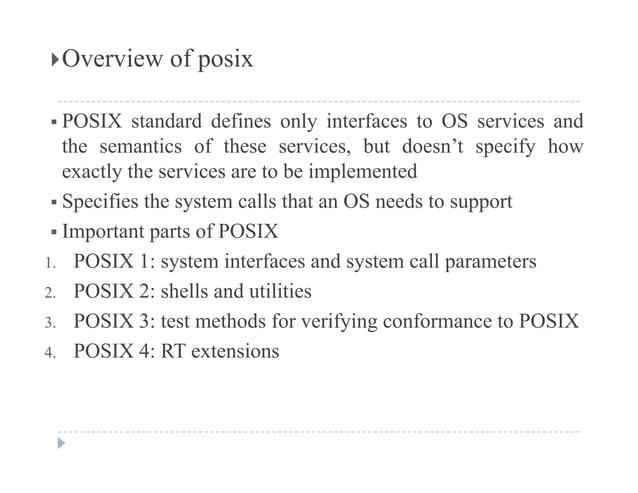 Overview of posix
▪ POSIX standard defines only interfaces to OS services and
the semantics of these services, but doesn’t specify how
exactly the services are to be implemented
▪ Specifies the system calls that an OS needs to support
▪ Important parts of POSIX
1. POSIX 1: system interfaces and system call parameters
2. POSIX 2: shells and utilities
3. POSIX 3: test methods for verifying conformance to POSIX
4. POSIX 4: RT extensions